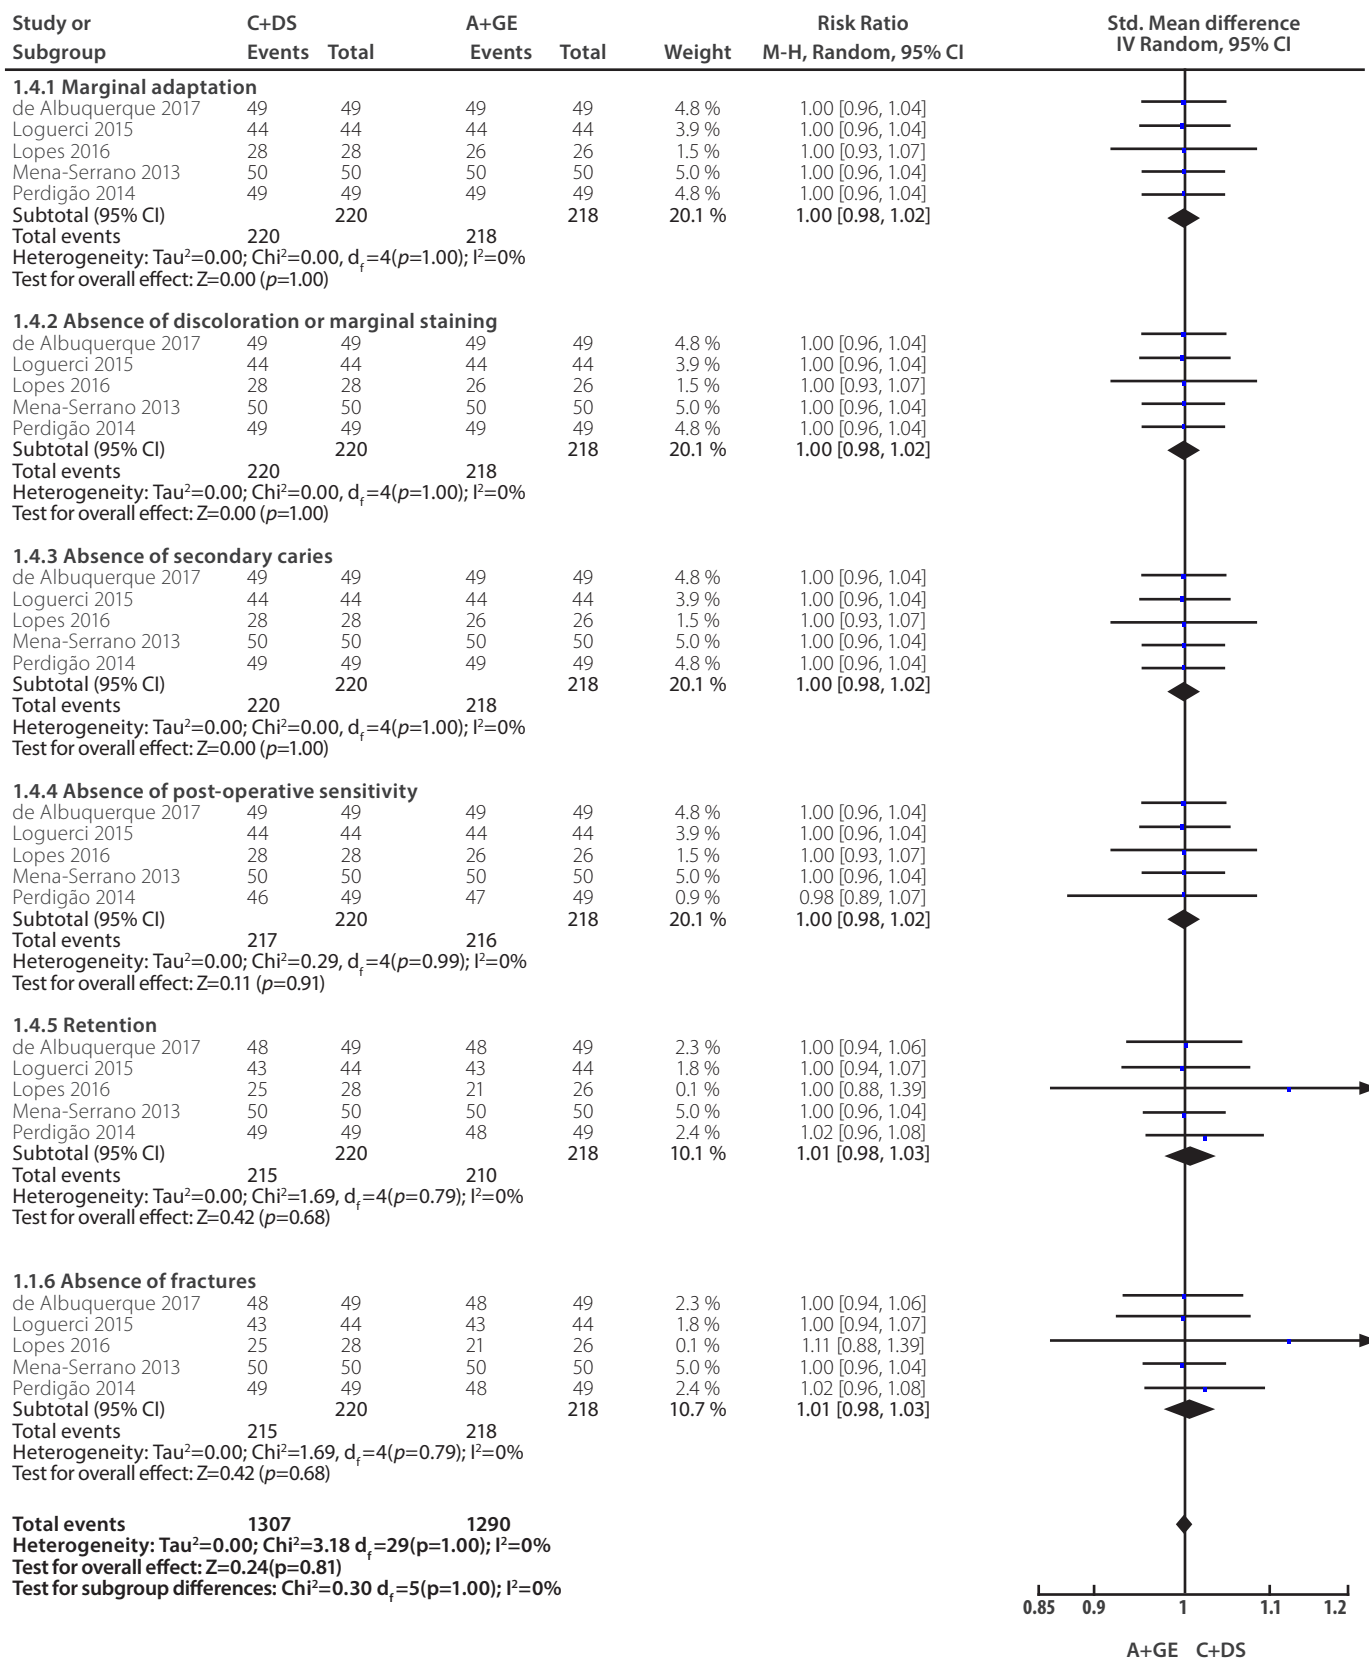 Study or C+DS A+GE Risk Ratio Std. Mean difference
Subgroup Events Total Events Total Weight M-H, Random, 95% CI IV Random, 95% CI
1.4.1 Marginal adaptation
de Albuquerque 2017 49 49 49 49 4.8 % 1.00 [0.96, 1.04]
Loguerci 2015 44 44 44 44 3.9 % 1.00 [0.96, 1.04]
Lopes 2016 28 28 26 26 1.5 % 1.00 [0.93, 1.07]
Mena-Serrano 2013 50 50 50 50 5.0 % 1.00 [0.96, 1.04]
Perdigão 2014 49 49 49 49 4.8 % 1.00 [0.96, 1.04]
Subtotal (95% CI) 220 218 20.1 % 1.00 [0.98, 1.02]
Total events 220 218
Heterogeneity: Tau²=0.00; Chi²=0.00, df=4(p=1.00); I²=0%
Test for overall effect: Z=0.00 (p=1.00)
1.4.2 Absence of discoloration or marginal staining
de Albuquerque 2017 49 49 49 49 4.8 % 1.00 [0.96, 1.04]
Loguerci 2015 44 44 44 44 3.9 % 1.00 [0.96, 1.04]
Lopes 2016 28 28 26 26 1.5 % 1.00 [0.93, 1.07]
Mena-Serrano 2013 50 50 50 50 5.0 % 1.00 [0.96, 1.04]
Perdigão 2014 49 49 49 49 4.8 % 1.00 [0.96, 1.04]
Subtotal (95% CI) 220 218 20.1 % 1.00 [0.98, 1.02]
Total events 220 218
Heterogeneity: Tau²=0.00; Chi²=0.00, df=4(p=1.00); I²=0%
Test for overall effect: Z=0.00 (p=1.00)
1.4.3 Absence of secondary caries
de Albuquerque 2017 49 49 49 49 4.8 % 1.00 [0.96, 1.04]
Loguerci 2015 44 44 44 44 3.9 % 1.00 [0.96, 1.04]
Lopes 2016 28 28 26 26 1.5 % 1.00 [0.93, 1.07]
Mena-Serrano 2013 50 50 50 50 5.0 % 1.00 [0.96, 1.04]
Perdigão 2014 49 49 49 49 4.8 % 1.00 [0.96, 1.04]
Subtotal (95% CI) 220 218 20.1 % 1.00 [0.98, 1.02]
Total events 220 218
Heterogeneity: Tau²=0.00; Chi²=0.00, df=4(p=1.00); I²=0%
Test for overall effect: Z=0.00 (p=1.00)
1.4.4 Absence of post-operative sensitivity
de Albuquerque 2017 49 49 49 49 4.8 % 1.00 [0.96, 1.04]
Loguerci 2015 44 44 44 44 3.9 % 1.00 [0.96, 1.04]
Lopes 2016 28 28 26 26 1.5 % 1.00 [0.93, 1.07]
Mena-Serrano 2013 50 50 50 50 5.0 % 1.00 [0.96, 1.04]
Perdigão 2014 46 49 47 49 0.9 % 0.98 [0.89, 1.07]
Subtotal (95% CI) 220 218 20.1 % 1.00 [0.98, 1.02]
Total events 217 216
Heterogeneity: Tau²=0.00; Chi²=0.29, df=4(p=0.99); I²=0%
Test for overall effect: Z=0.11 (p=0.91)
1.4.5 Retention
de Albuquerque 2017 48 49 48 49 2.3 % 1.00 [0.94, 1.06]
Loguerci 2015 43 44 43 44 1.8 % 1.00 [0.94, 1.07]
Lopes 2016 25 28 21 26 0.1 % 1.00 [0.88, 1.39]
Mena-Serrano 2013 50 50 50 50 5.0 % 1.00 [0.96, 1.04]
Perdigão 2014 49 49 48 49 2.4 % 1.02 [0.96, 1.08]
Subtotal (95% CI) 220 218 10.1 % 1.01 [0.98, 1.03]
Total events 215 210
Heterogeneity: Tau²=0.00; Chi²=1.69, df=4(p=0.79); I²=0%
Test for overall effect: Z=0.42 (p=0.68)
1.1.6 Absence of fractures
de Albuquerque 2017 48 49 48 49 2.3 % 1.00 [0.94, 1.06]
Loguerci 2015 43 44 43 44 1.8 % 1.00 [0.94, 1.07]
Lopes 2016 25 28 21 26 0.1 % 1.11 [0.88, 1.39]
Mena-Serrano 2013 50 50 50 50 5.0 % 1.00 [0.96, 1.04]
Perdigão 2014 49 49 48 49 2.4 % 1.02 [0.96, 1.08]
Subtotal (95% CI) 220 218 10.7 % 1.01 [0.98, 1.03]
Total events 215 218
Heterogeneity: Tau²=0.00; Chi²=1.69, df=4(p=0.79); I²=0%
Test for overall effect: Z=0.42 (p=0.68)
Total events 1307 1290
Heterogeneity: Tau²=0.00; Chi²=3.18 df=29(p=1.00); I²=0%
Test for overall effect: Z=0.24(p=0.81)
Test for subgroup differences: Chi²=0.30 df=5(p=1.00); I²=0%
0.85 0.9 1 1.1 1.2
A+GE C+DS